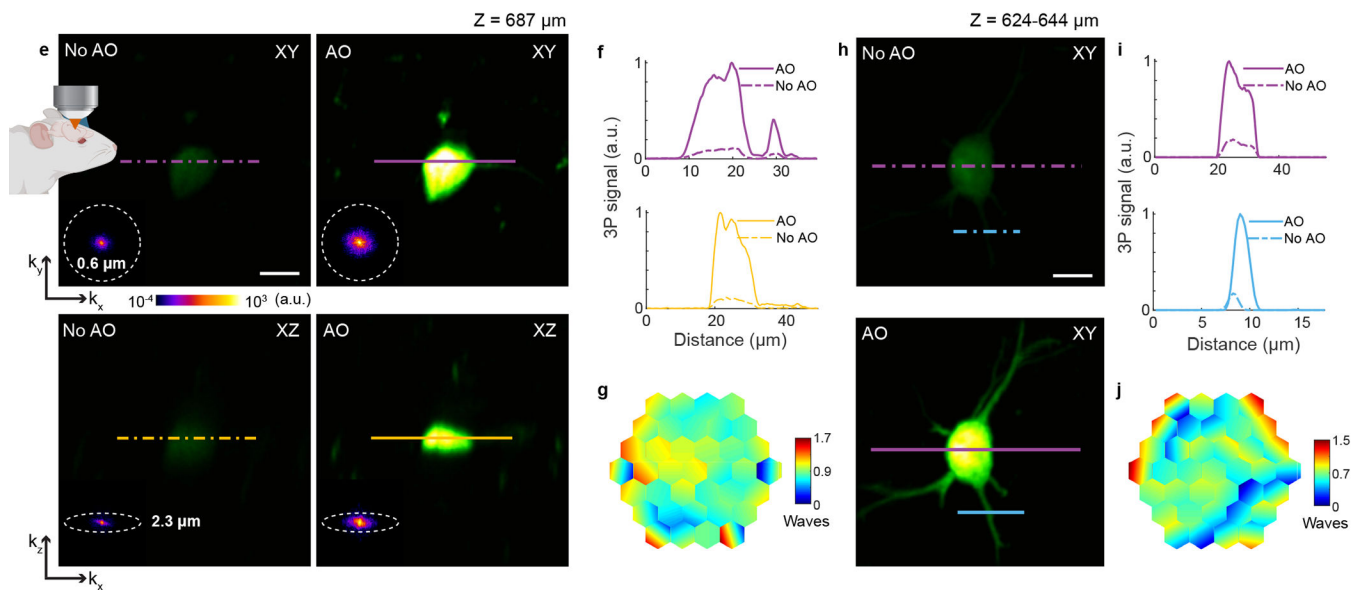 Z = 687 µm
Z = 624-644 µm
e
No AO
XY
AO
XY
0.6 µm
ky
kx
10-4
103 (a.u.)
No AO
XZ
AO
XZ
2.3 µm
kz
kx
f
3P signal (a.u.)
1
0
AO
No AO
0
10
20
30
1
0
AO
No AO
0
20
40
Distance (µm)
g
1.7
0.9
0
Waves
h
No AO
XY
AO
XY
i
3P signal (a.u.)
1
0
AO
No AO
0
20
40
1
0
AO
No AO
0
5
10
15
Distance (µm)
j
1.5
0.7
0
Waves